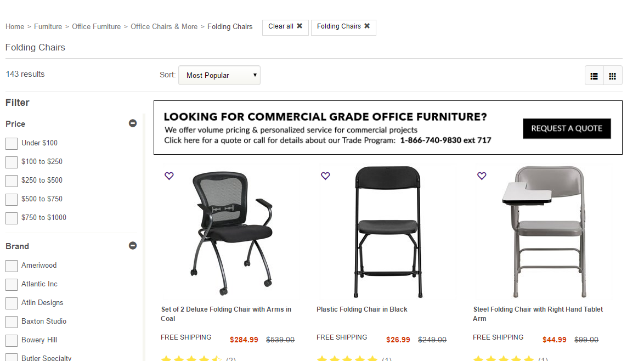 Home > Furniture > Office Furniture > Office Chairs & More > Folding Chairs Clear all ✖ Folding Chairs ✖
Folding Chairs
143 results Sort: Most Popular
Filter
Price
Under $100
$100 to $250
$250 to $500
$500 to $750
$750 to $1000
Brand
Ameriwood
Atlantic Inc
Atlin Designs
Baxton Studio
Bowery Hill
Butler Specialty
LOOKING FOR COMMERCIAL GRADE OFFICE FURNITURE?
We offer volume pricing & personalized service for commercial projects
Click here for a quote or call for details about our Trade Program: 1-866-740-9830 ext 717
REQUEST A QUOTE
Set of 2 Deluxe Folding Chair with Arms in
Coal
FREE SHIPPING $284.99 $639.00
(2)
Plastic Folding Chair in Black
FREE SHIPPING $26.99 $249.00
(1)
Steel Folding Chair with Right Hand Tablet
Arm
FREE SHIPPING $44.99 $99.00
(1)